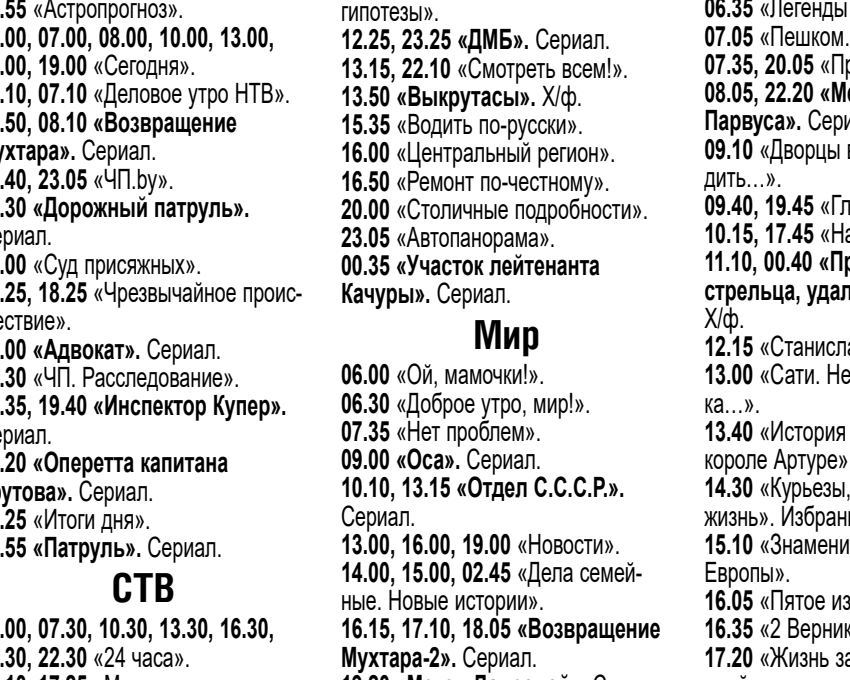 .55 «Астропрогноз».
.00, 07.00, 08.00, 10.00, 13.00,
.00, 19.00 «Сегодня».
.10, 07.10 «Деловое утро НТВ».
.50, 08.10 «Возвращение
ухтара». Сериал.
.40, 23.05 «ЧП.by».
.30 «Дорожный патруль».
ериал.
.00 «Суд присяжных».
.25, 18.25 «Чрезвычайное проис-
ествие».
.00 «Адвокат». Сериал.
.30 «ЧП. Расследование».
.35, 19.40 «Инспектор Купер».
ериал.
.20 «Оперетта капитана
рутова». Сериал.
.25 «Итоги дня».
.55 «Патруль». Сериал.
СТВ
.00, 07.30, 10.30, 13.30, 16.30,
.30, 22.30 «24 часа».
гипотезы».
12.25, 23.25 «ДМБ». Сериал.
13.15, 22.10 «Смотреть всем!».
13.50 «Выкрутасы». Х/ф.
15.35 «Водить по-русски».
16.00 «Центральный регион».
16.50 «Ремонт по-честному».
20.00 «Столичные подробности».
23.05 «Автопанорама».
00.35 «Участок лейтенанта
Качуры». Сериал.
Мир
06.00 «Ой, мамочки!».
06.30 «Доброе утро, мир!».
07.35 «Нет проблем».
09.00 «Оса». Сериал.
10.10, 13.15 «Отдел С.С.С.Р.».
Сериал.
13.00, 16.00, 19.00 «Новости».
14.00, 15.00, 02.45 «Дела семей-
ные. Новые истории».
16.15, 17.10, 18.05 «Возвращение
Мухтара-2». Сериал.
06.35 «Легенды
07.05 «Пешком.
07.35, 20.05 «Пр
08.05, 22.20 «Ме
Парвуса». Сери
09.10 «Дворцы в
дить…».
09.40, 19.45 «Гл
10.15, 17.45 «На
11.10, 00.40 «Пр
стрельца, удал
Х/ф.
12.15 «Станисла
13.00 «Сати. Не
ка…».
13.40 «История
короле Артуре»
14.30 «Курьезы,
жизнь». Избранн
15.10 «Знамени
Европы».
16.05 «Пятое из
16.35 «2 Верник
17.20 «Жизнь за